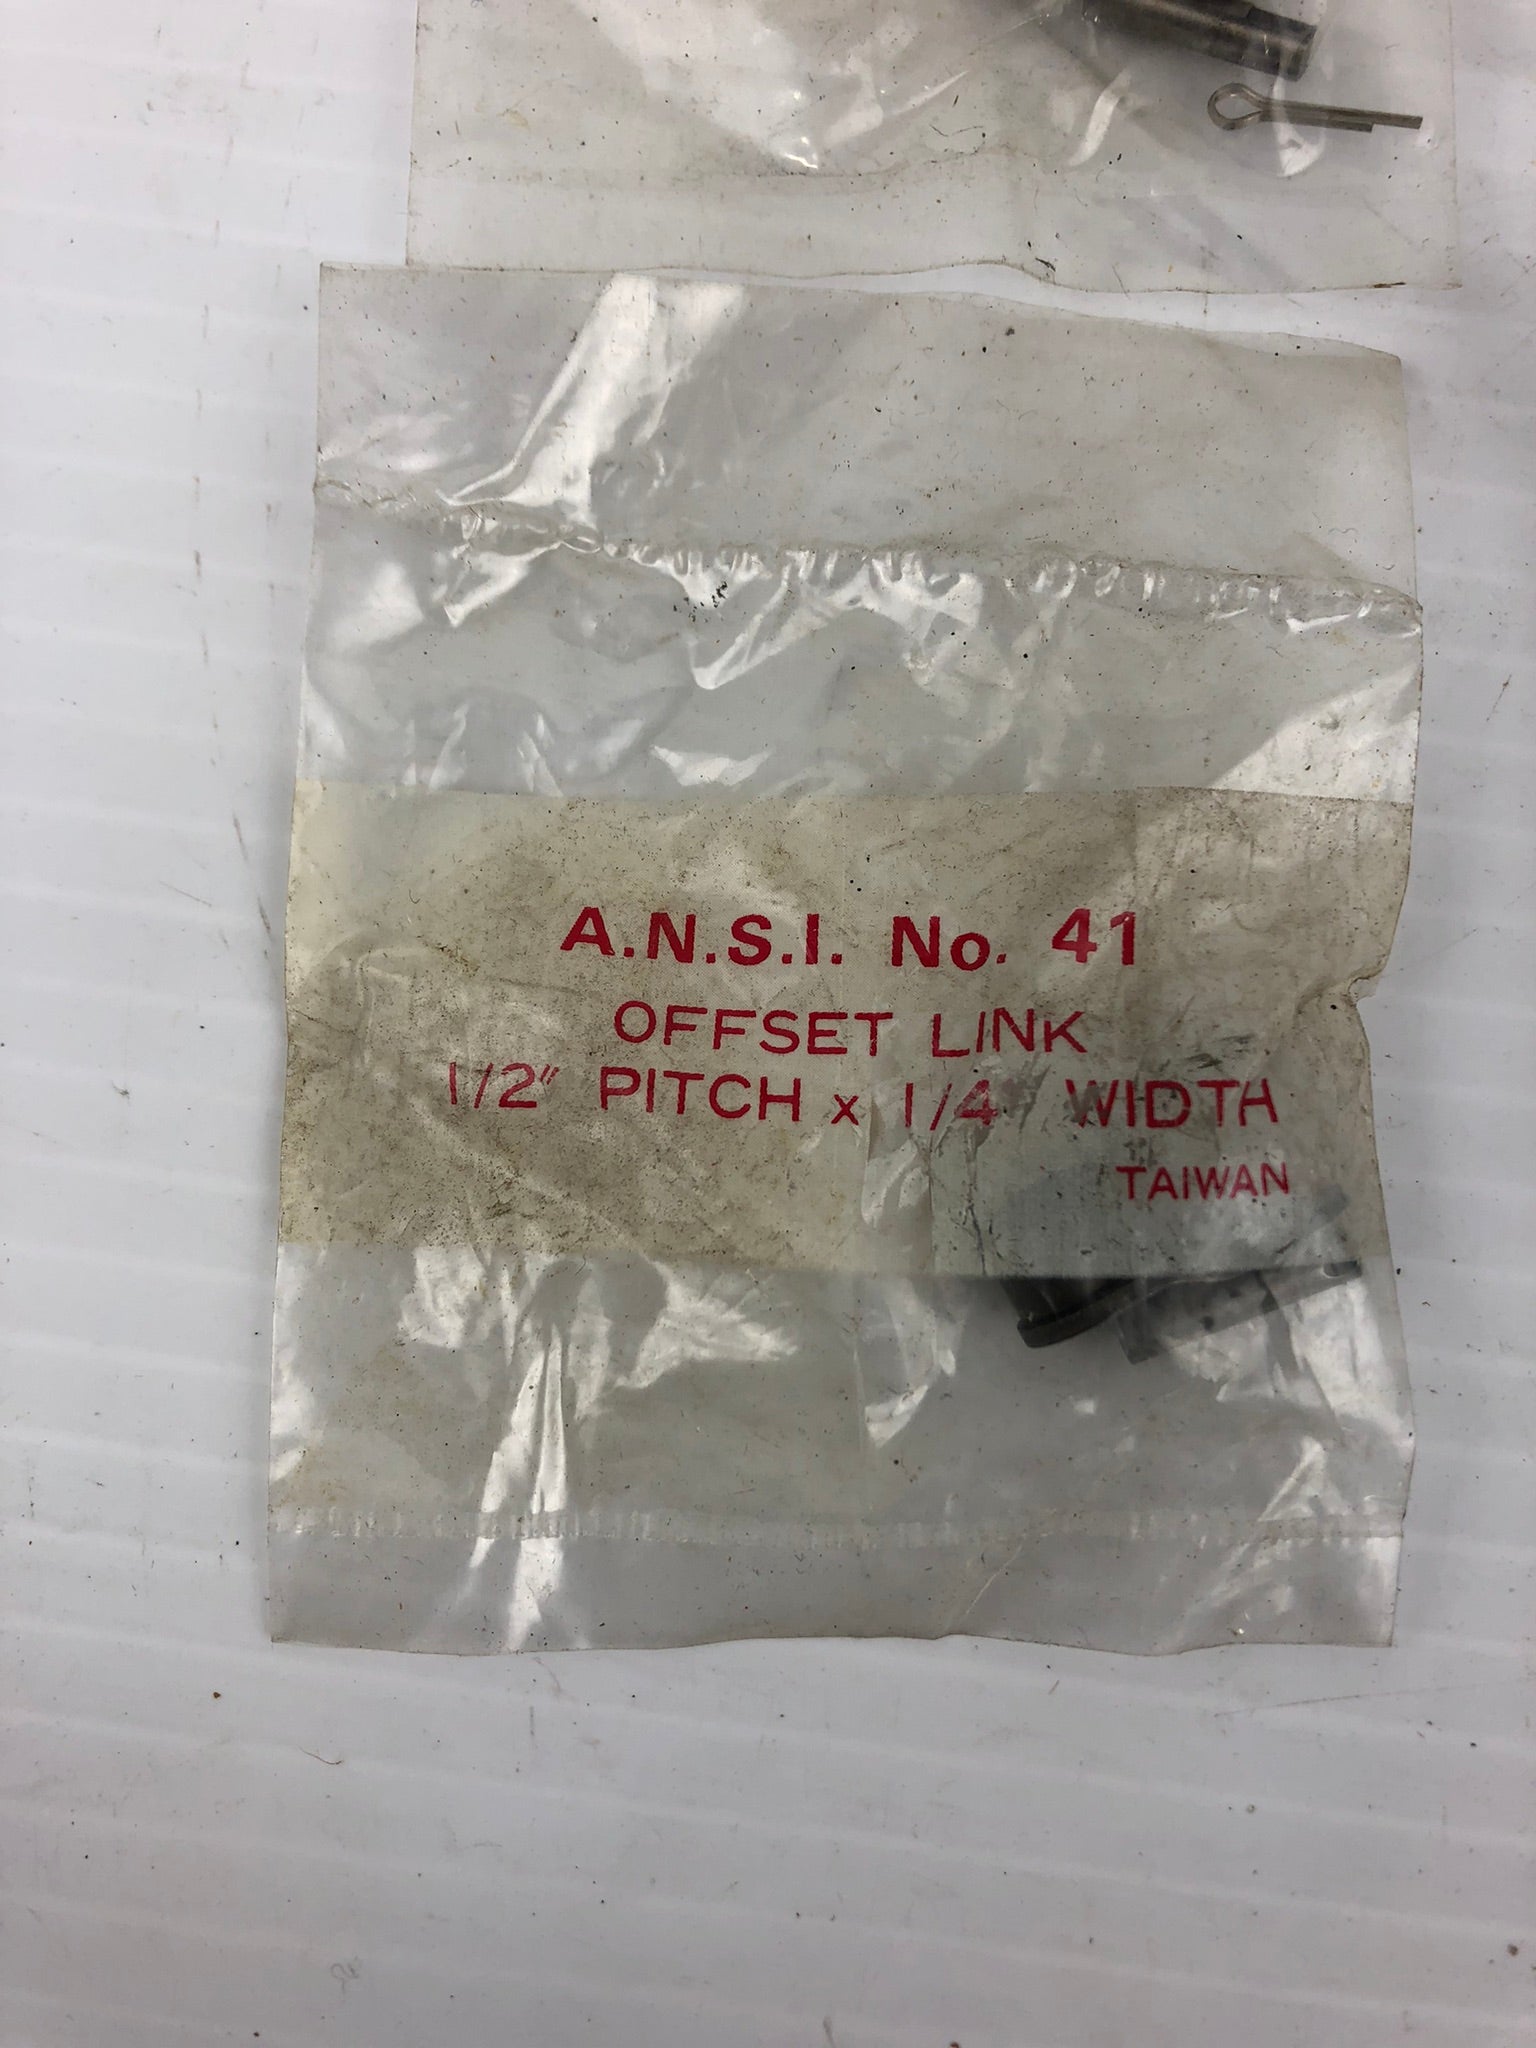 A.N.S.I. No. 41
OFFSET LINK
1/2" PITCH x 1/4" WIDTH
TAIWAN